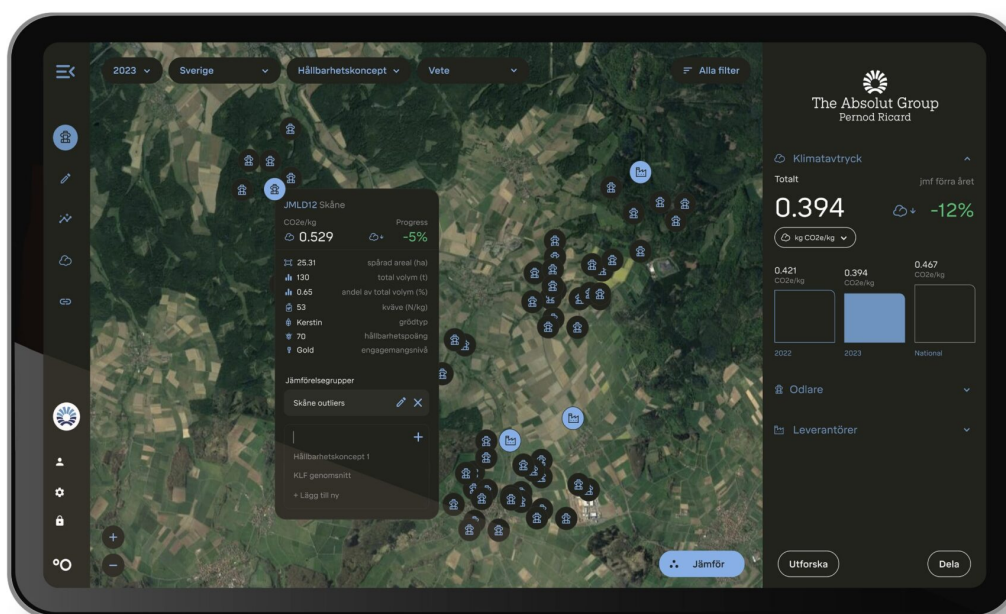 2023
Sverige
Hållbarhetskoncept
Vete
Alla filter
JMLD12 Skåne
CO2e/kg Progress
0.529 -5%
25.31 spårad areal (ha)
130 total volym (t)
0.65 andel av total volym (%)
53 kväve (N/kg)
Kerstin grödtyp
70 hållbarhetspoäng
Gold engagemangsnivå
Jämförelsegrupper
Skåne outliers
Hållbarhetskoncept 1
KLF genomsnitt
+ Lägg till ny
Jämför
The Absolut Group
Pernod Ricard
Klimatavtryck
Totalt jmf förra året
0.394 -12%
kg CO2e/kg
0.421 0.394 0.467
CO2e/kg CO2e/kg CO2e/kg
2022 2023 National
Odlare
Leverantörer
Utforska
Dela